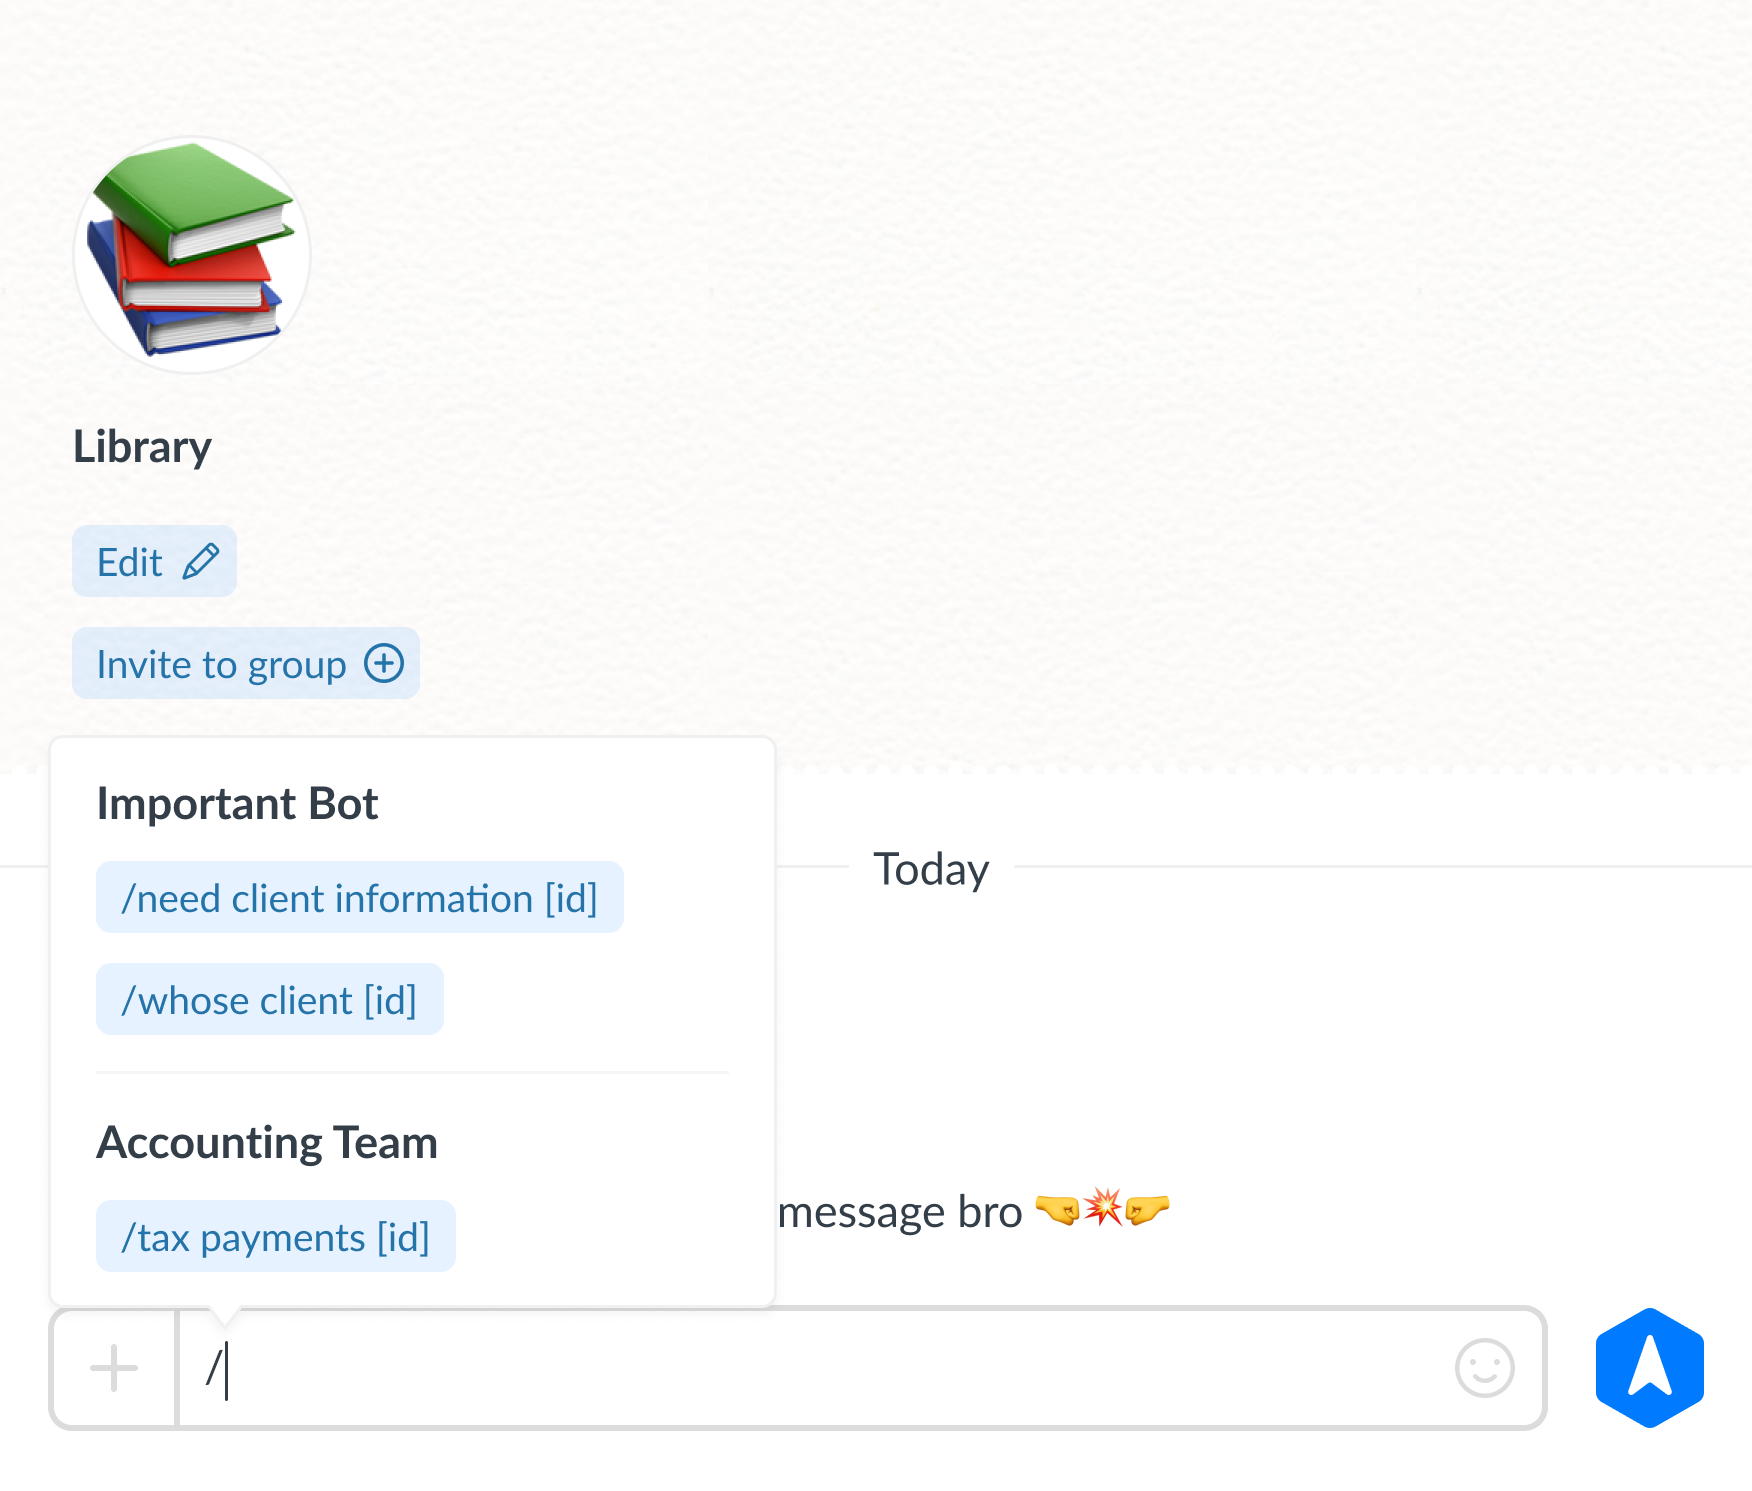 Library
Edit
Invite to group
Important Bot
/need client information [id]
/whose client [id]
Today
Accounting Team
message bro 🤜💥🤛
/tax payments [id]
/